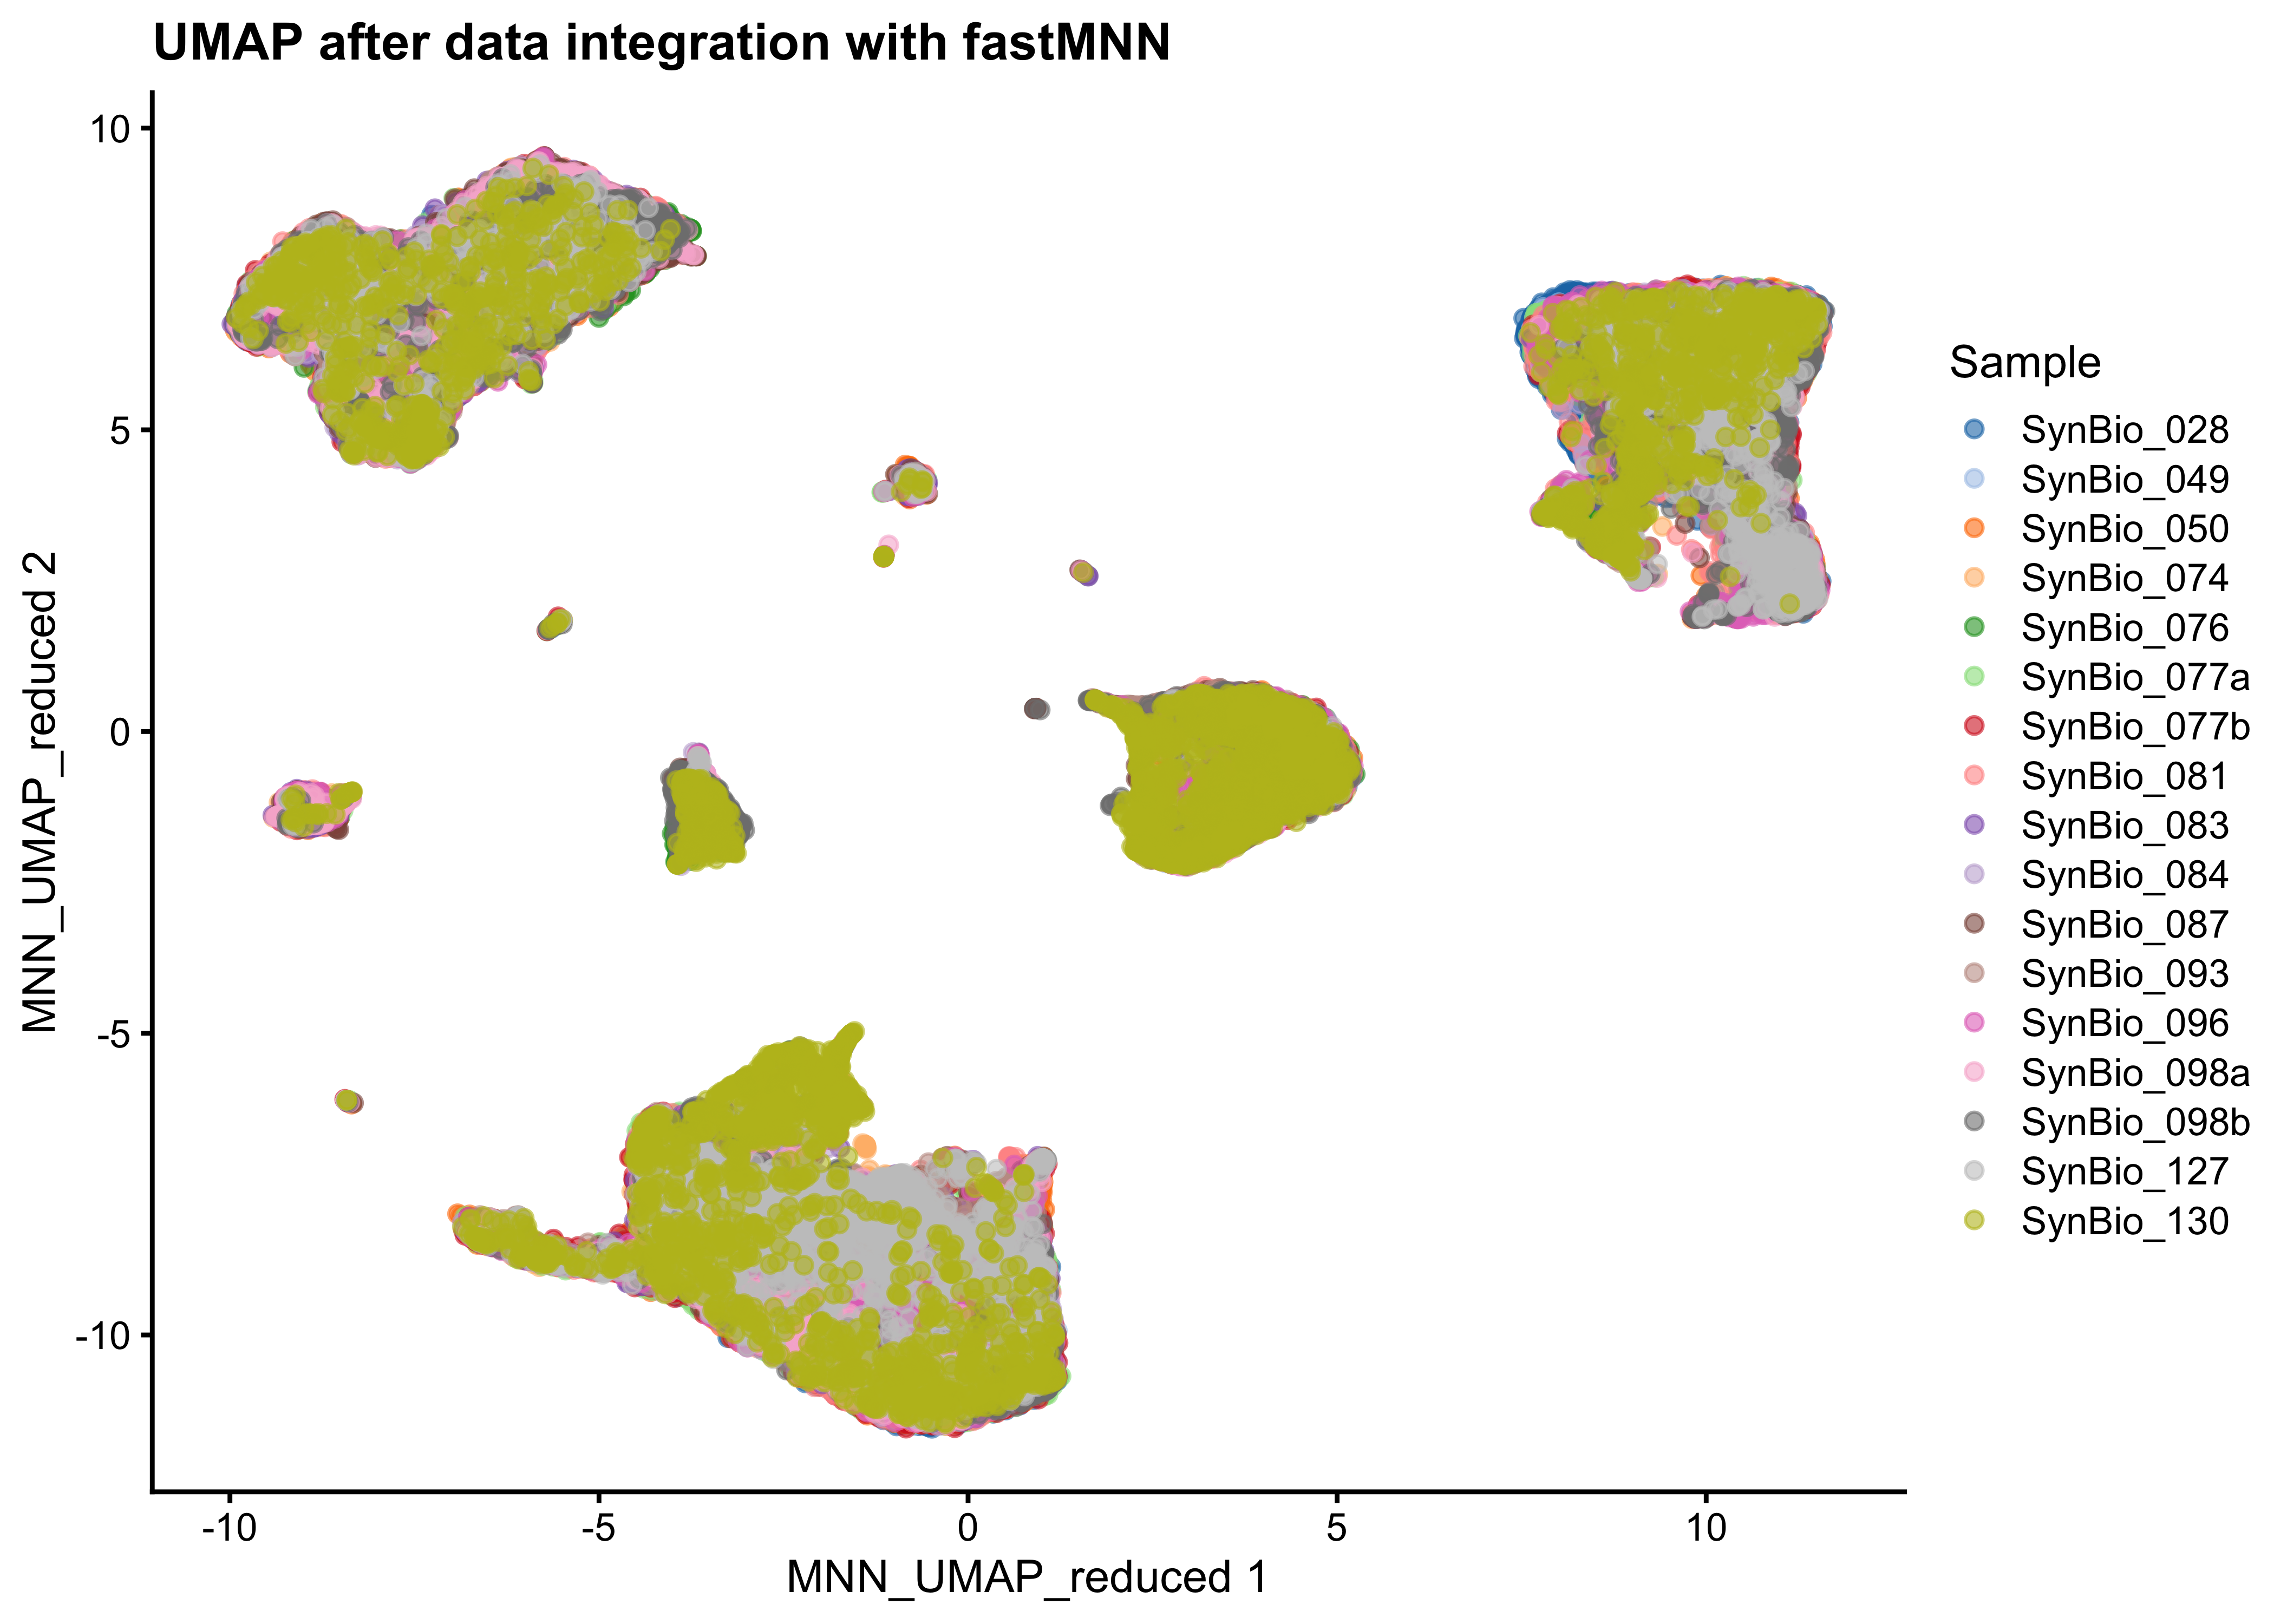 UMAP after data integration with fastMNN
MNN_UMAP_reduced 2
10
5
0
-5
-10
-10
-5
0
5
10
MNN_UMAP_reduced 1
Sample
SynBio_028
SynBio_049
SynBio_050
SynBio_074
SynBio_076
SynBio_077a
SynBio_077b
SynBio_081
SynBio_083
SynBio_084
SynBio_087
SynBio_093
SynBio_096
SynBio_098a
SynBio_098b
SynBio_127
SynBio_130